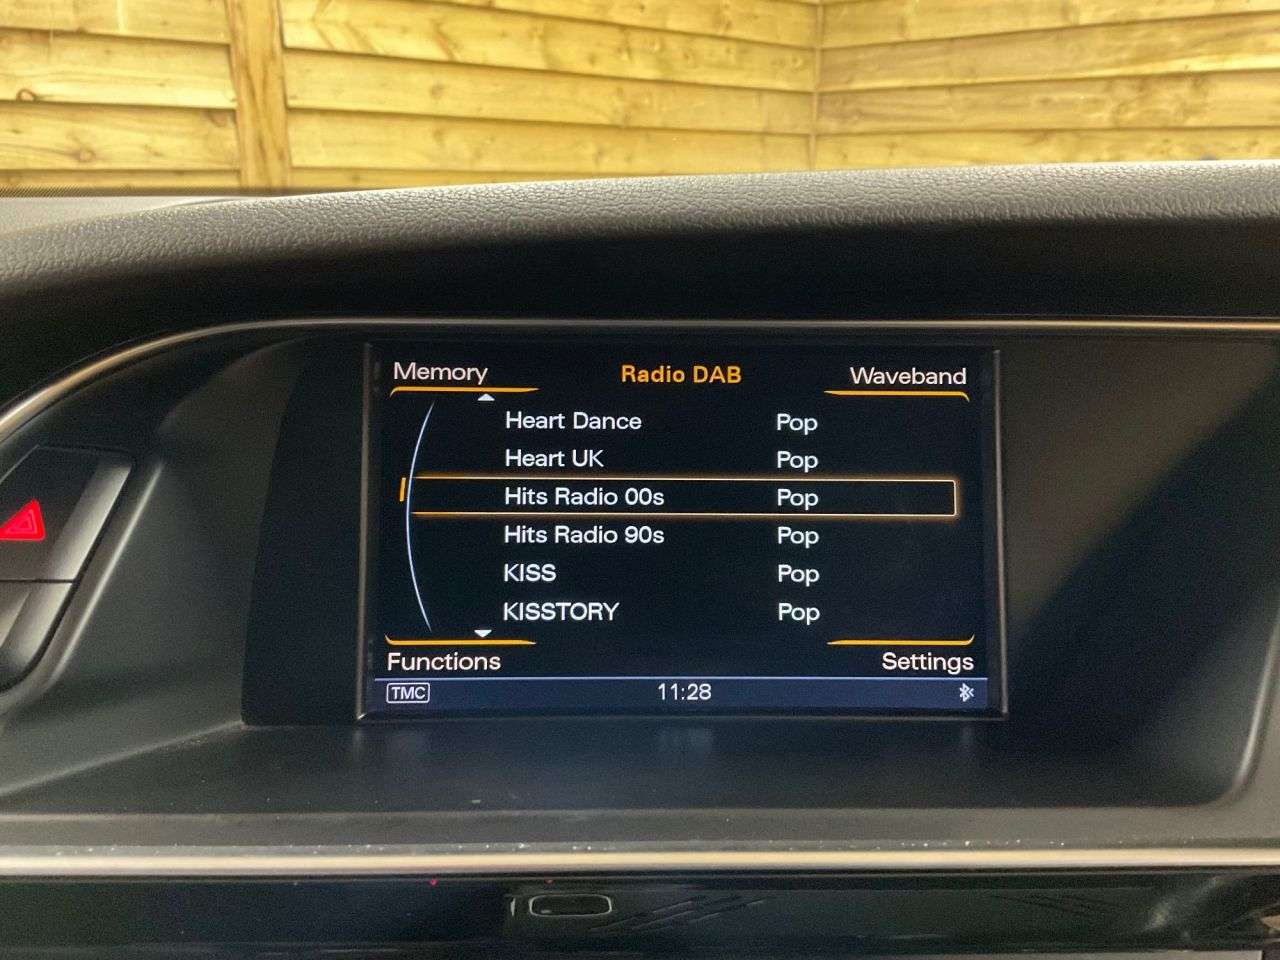 Memory Radio DAB Waveband
Heart Dance Pop
Heart UK Pop
Hits Radio 00s Pop
Hits Radio 90s Pop
KISS Pop
KISSTORY Pop
Functions Settings
TMC 11:28